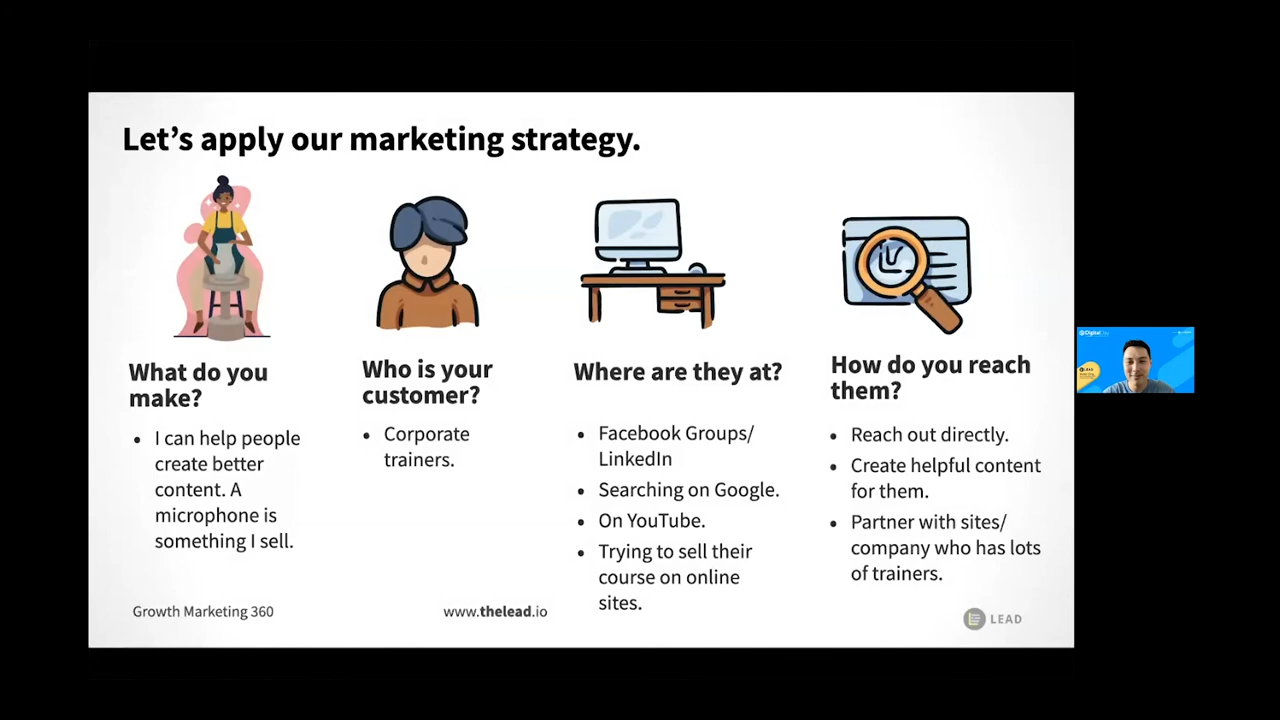 Let's apply our marketing strategy.
What do you
make?
• I can help people
create better
content. A
microphone is
something I sell.
Who is your
customer?
• Corporate
trainers.
Where are they at?
• Facebook Groups/
LinkedIn
• Searching on Google.
• On YouTube.
• Trying to sell their
course on online
sites.
How do you reach
them?
• Reach out directly.
• Create helpful content
for them.
• Partner with sites/
company who has lots
of trainers.
Growth Marketing 360
www.thelead.io
LEAD